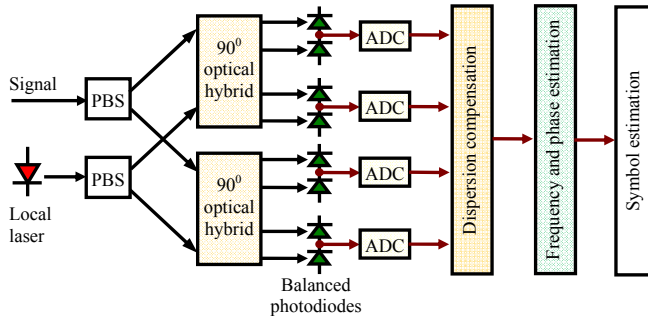 Signal
Local
laser
PBS
PBS
90⁰
optical
hybrid
90⁰
optical
hybrid
Balanced
photodiodes
ADC
ADC
ADC
ADC
Dispersion compensation
Frequency and phase estimation
Symbol estimation